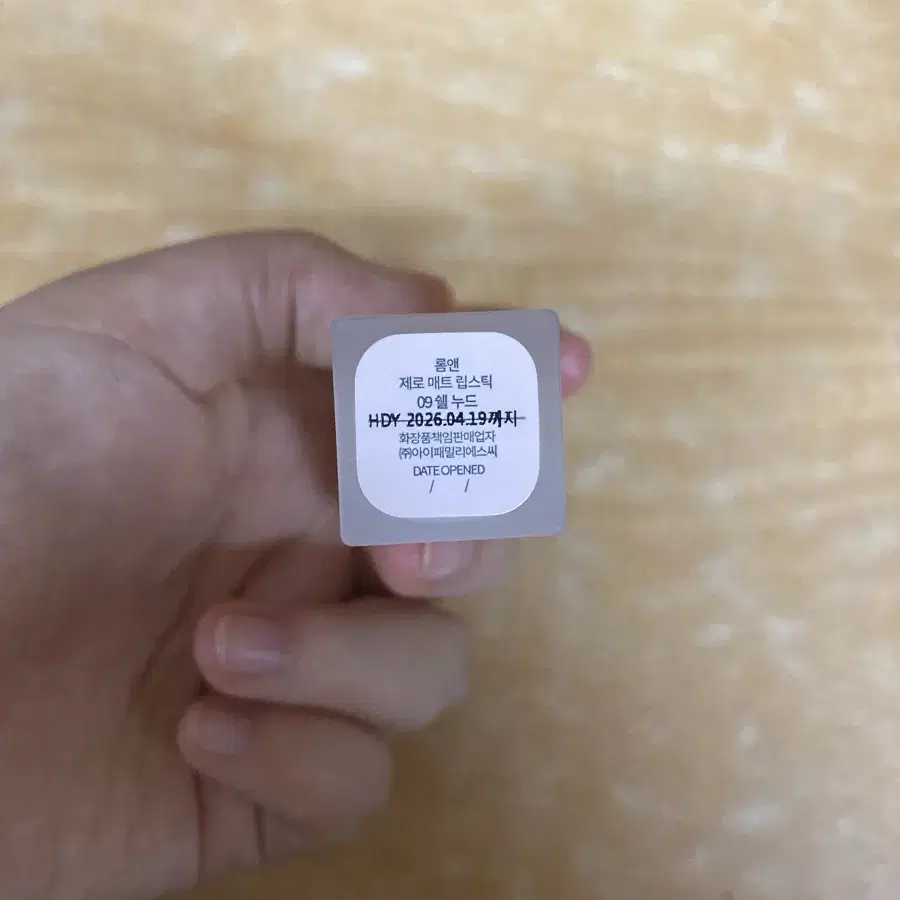 롬앤
제로 매트 립스틱
09 쉘 누드
HDY 2026.04.19까지
화장품책임판매업자
㈜아이패밀리에스씨
DATE OPENED
/ /